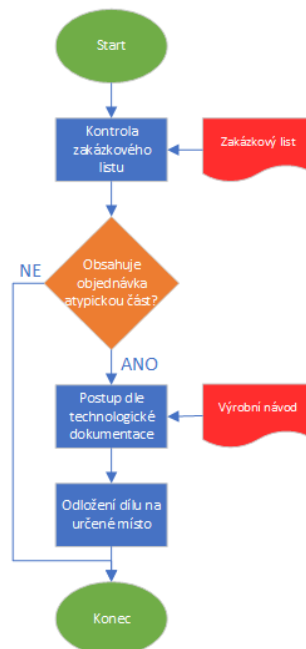 Start
Kontrola
zakázkového
listu
Zakázkový list
Obsahuje
objednávka
atypickou část?
NE
ANO
Postup dle
technologické
dokumentace
Výrobní návod
Odložení dílu na
určené místo
Konec